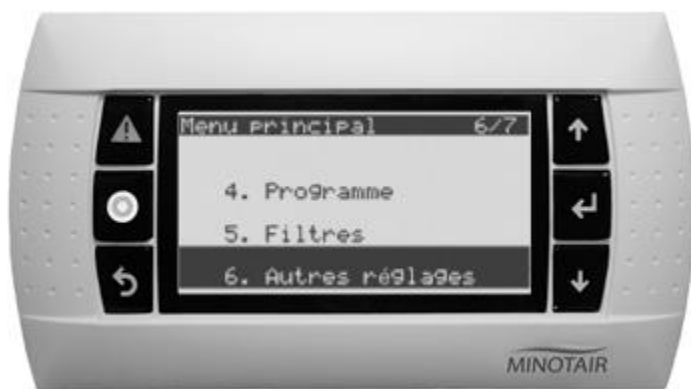 Menu principal 6/7
4. Programme
5. Filtres
6. Autres réglages
MINOTAIR